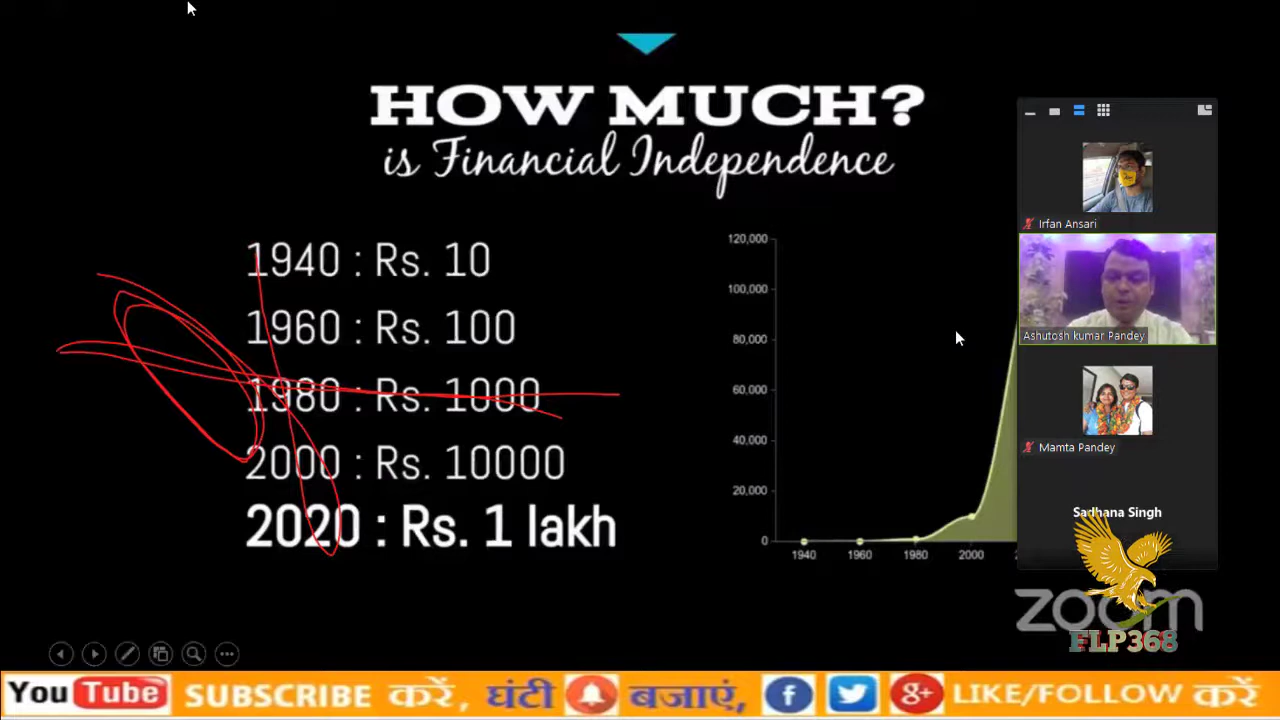 HOW MUCH?
is Financial Independence
1940 : Rs. 10
1960 : Rs. 100
1980 : Rs. 1000
2000 : Rs. 10000
2020 : Rs. 1 lakh
120,000
100,000
80,000
60,000
40,000
20,000
0
1940
1960
1980
2000
Irfan Ansari
Ashutosh kumar Pandey
Mamta Pandey
Sadhana Singh
zoom
FLP368
YouTube SUBSCRIBE करें, घंटी बजाएं, LIKE/FOLLOW करें